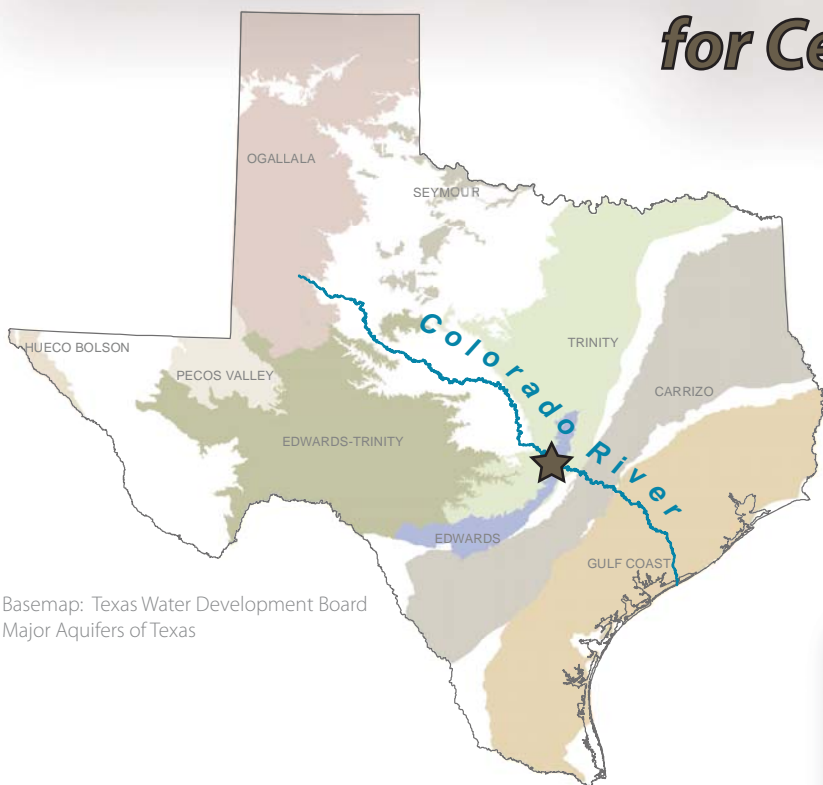 for Ce
OGALLALA
SEYMOUR
Colorado River
HUECO BOLSON
TRINITY
PECOS VALLEY
CARRIZO
EDWARDS-TRINITY
EDWARDS
GULF COAST
Basemap: Texas Water Development Board
Major Aquifers of Texas